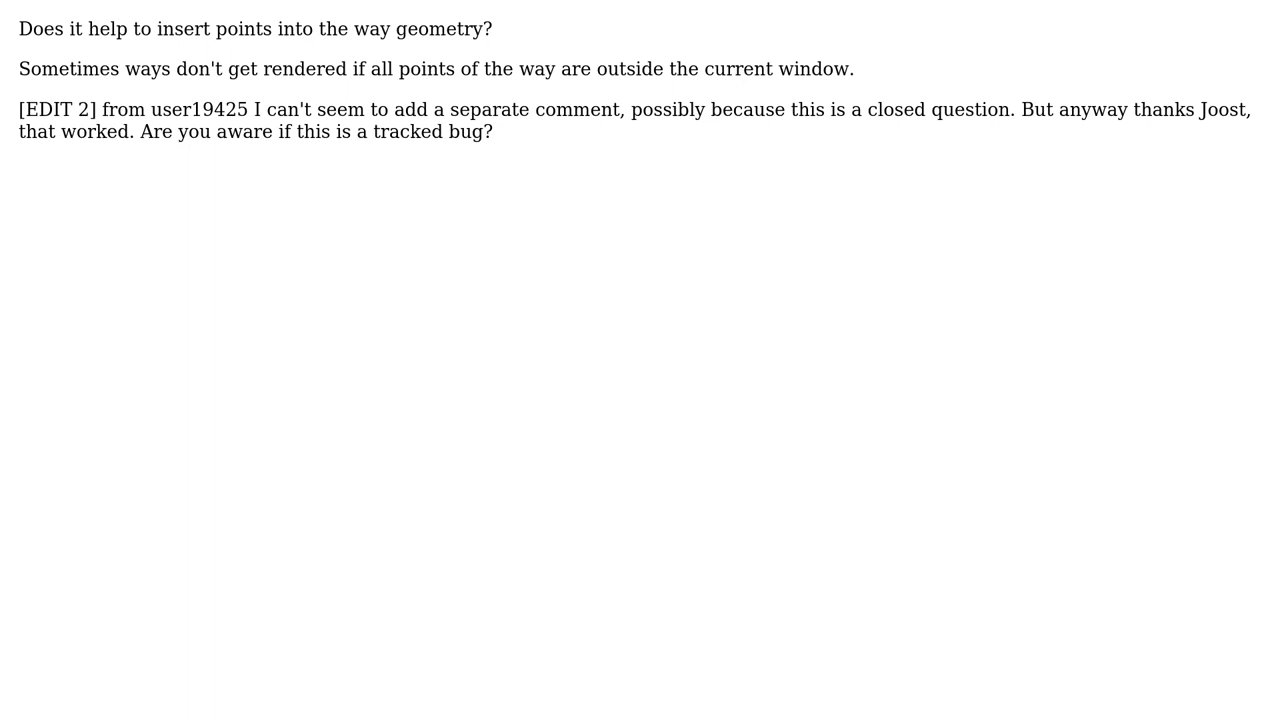 Does it help to insert points into the way geometry?
Sometimes ways don't get rendered if all points of the way are outside the current window.
[EDIT 2] from user19425 I can't seem to add a separate comment, possibly because this is a closed question. But anyway thanks Joost,
that worked. Are you aware if this is a tracked bug?